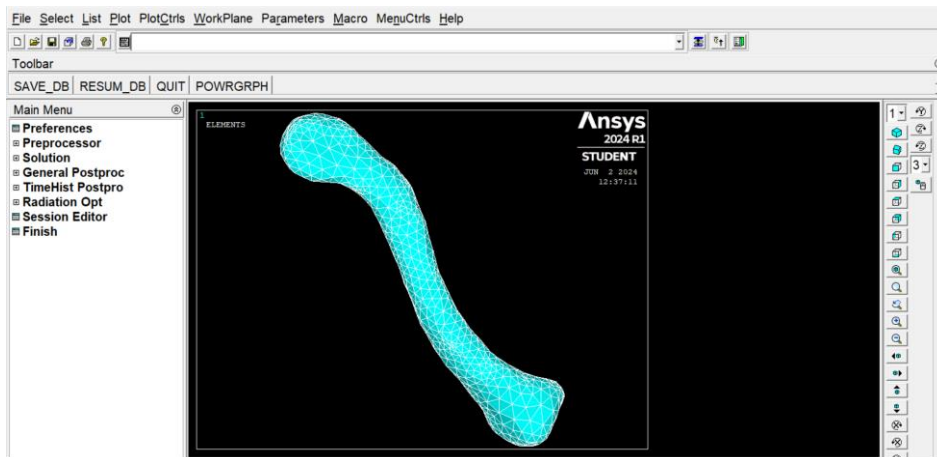 File Select List Plot PlotCtrls WorkPlane Parameters Macro MenuCtrls Help
Toolbar
SAVE_DB RESUM_DB QUIT POWRGRPH
Main Menu
Preferences
Preprocessor
Solution
General Postproc
TimeHist Postpro
Radiation Opt
Session Editor
Finish
1
ELEMENTS
Ansys
2024 R1
STUDENT
JUN 2 2024
12:37:11
1
3